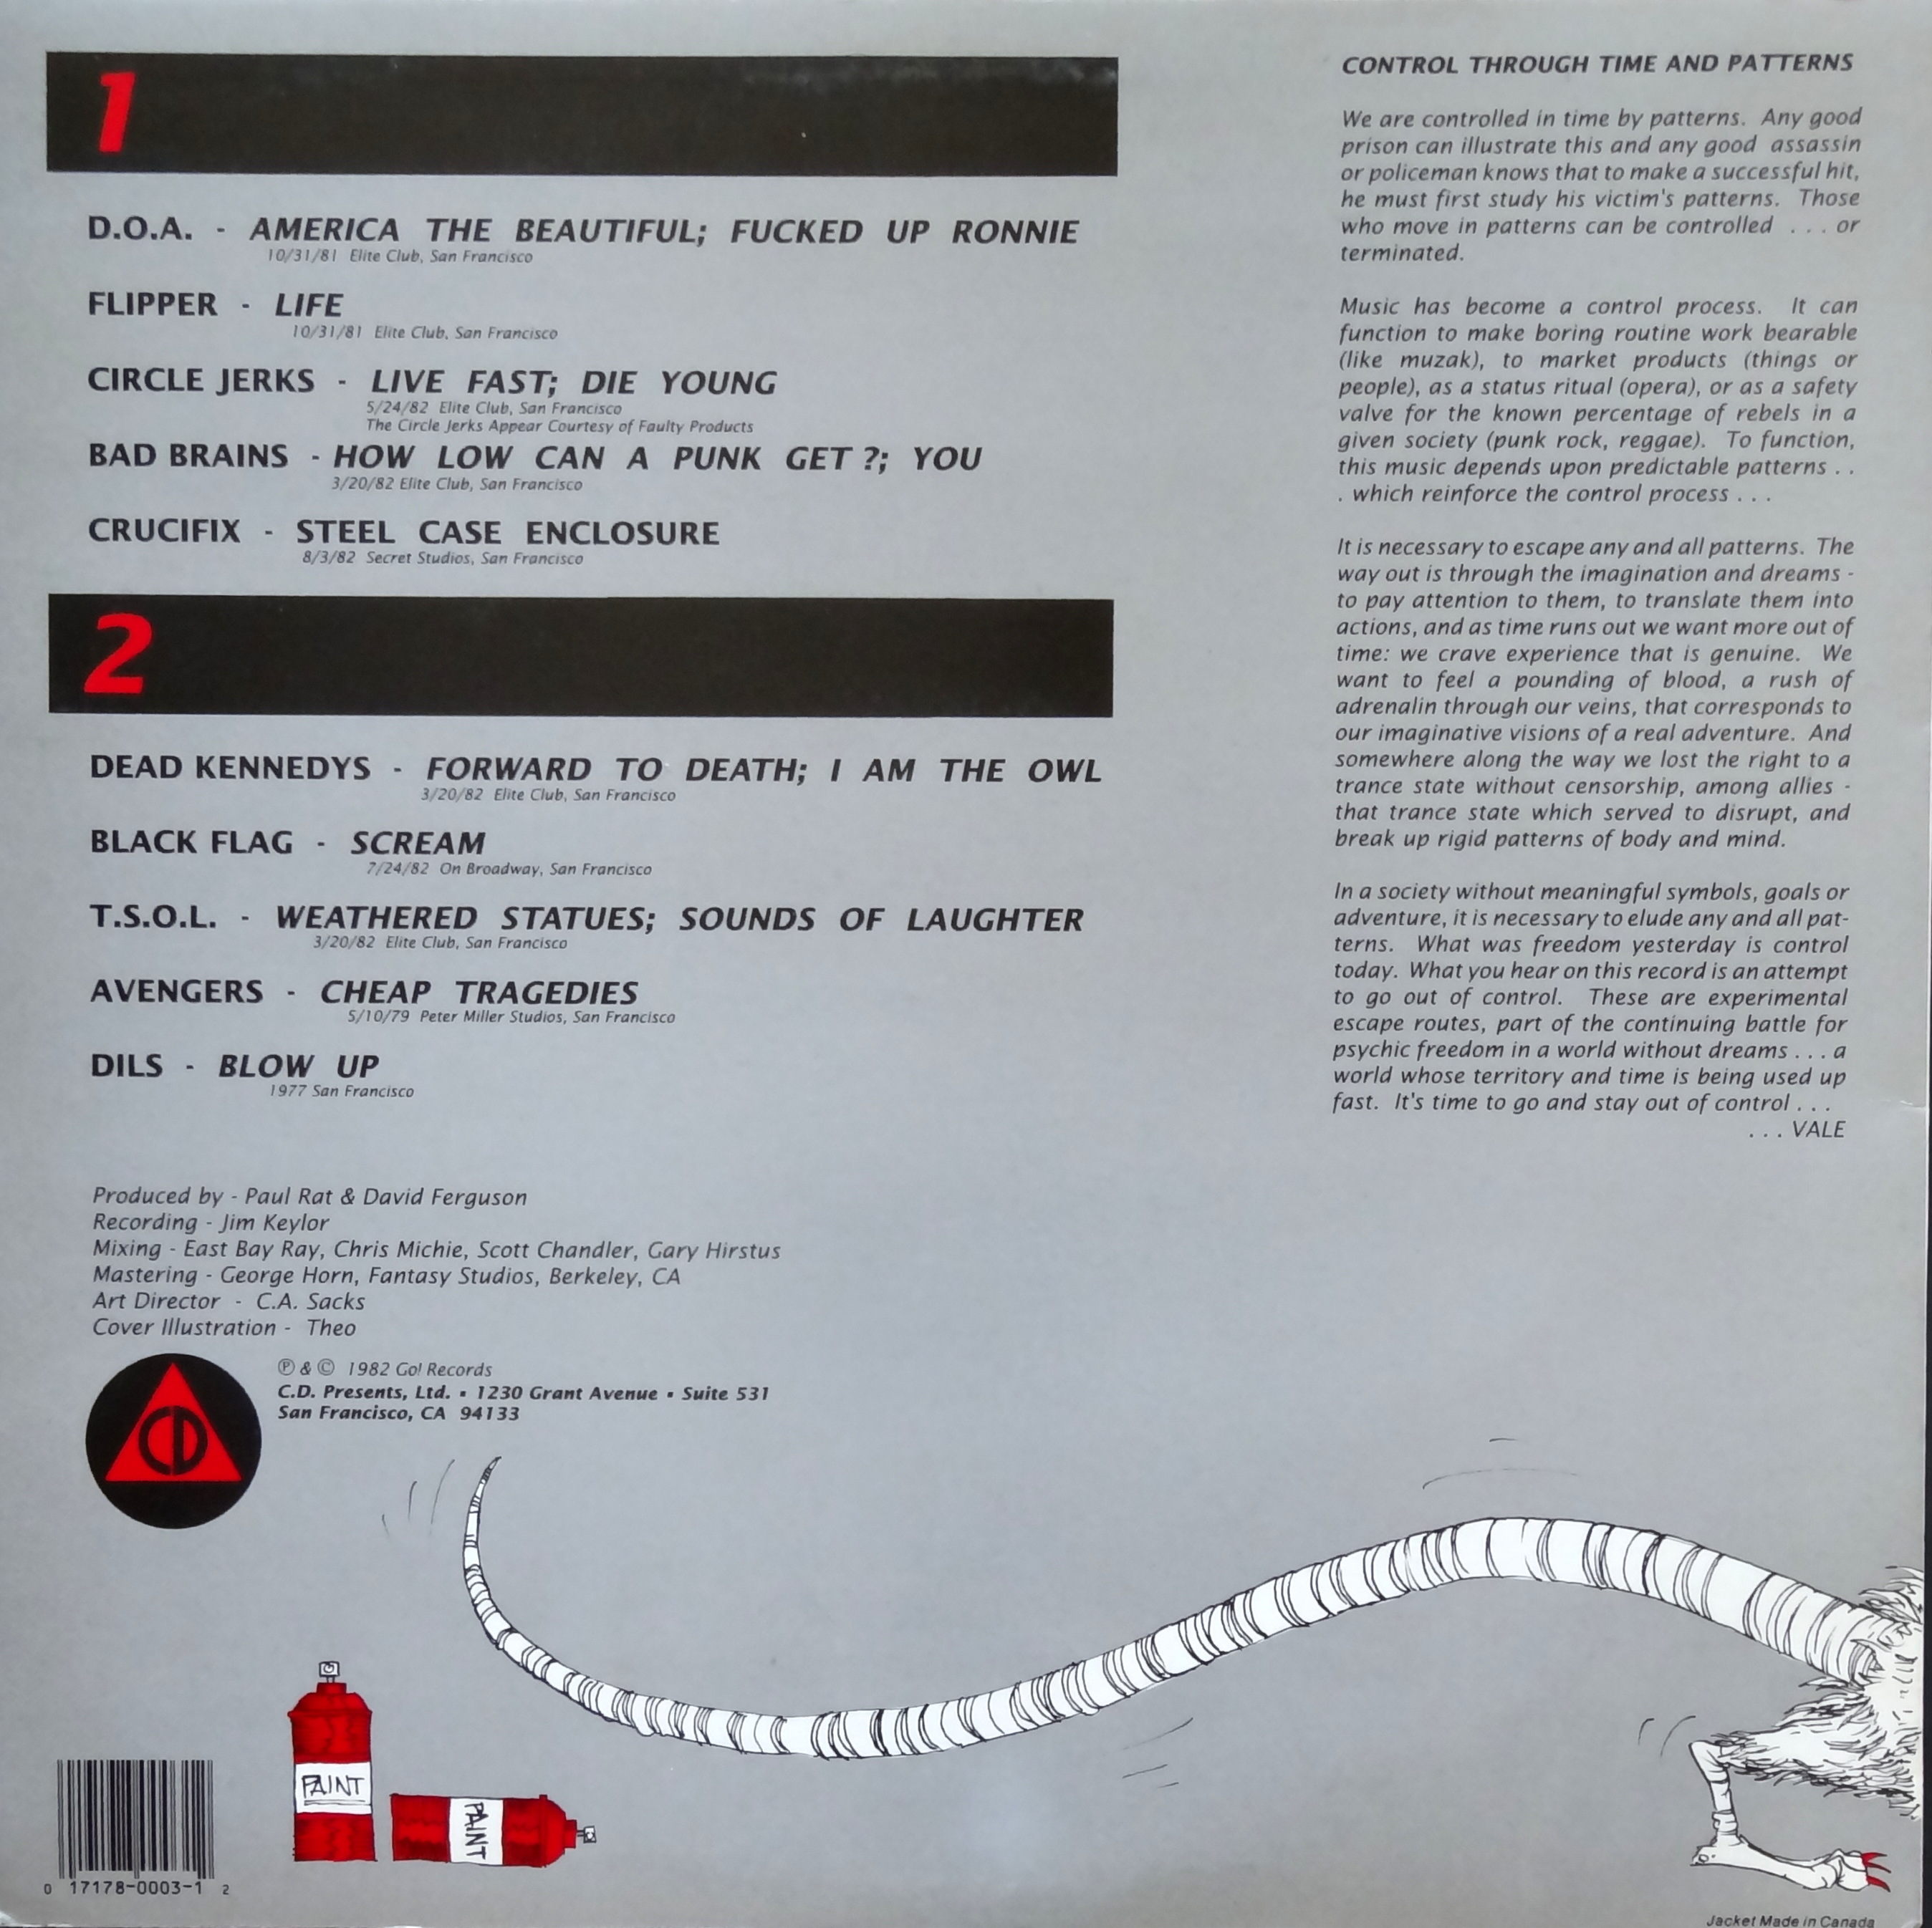 1
D.O.A. - AMERICA THE BEAUTIFUL; FUCKED UP RONNIE
10/31/81 Elite Club, San Francisco
FLIPPER - LIFE
10/31/81 Elite Club, San Francisco
CIRCLE JERKS - LIVE FAST; DIE YOUNG
5/24/82 Elite Club, San Francisco
The Circle Jerks Appear Courtesy of Faulty Products
BAD BRAINS - HOW LOW CAN A PUNK GET ?; YOU
3/20/82 Elite Club, San Francisco
CRUCIFIX - STEEL CASE ENCLOSURE
8/3/82 Secret Studios, San Francisco
2
DEAD KENNEDYS - FORWARD TO DEATH; I AM THE OWL
3/20/82 Elite Club, San Francisco
BLACK FLAG - SCREAM
7/24/82 On Broadway, San Francisco
T.S.O.L. - WEATHERED STATUES; SOUNDS OF LAUGHTER
3/20/82 Elite Club, San Francisco
AVENGERS - CHEAP TRAGEDIES
5/10/79 Peter Miller Studios, San Francisco
DILS - BLOW UP
1977 San Francisco
Produced by - Paul Rat & David Ferguson
Recording - Jim Keylor
Mixing - East Bay Ray, Chris Michie, Scott Chandler, Gary Hirstus
Mastering - George Horn, Fantasy Studios, Berkeley, CA
Art Director - C.A. Sacks
Cover Illustration - Theo
CD
℗ & © 1982 Go! Records
C.D. Presents, Ltd. ▪ 1230 Grant Avenue ▪ Suite 531
San Francisco, CA 94133
CONTROL THROUGH TIME AND PATTERNS
We are controlled in time by patterns. Any good
prison can illustrate this and any good assassin
or policeman knows that to make a successful hit,
he must first study his victim's patterns. Those
who move in patterns can be controlled . . . or
terminated.
Music has become a control process. It can
function to make boring routine work bearable
(like muzak), to market products (things or
people), as a status ritual (opera), or as a safety
valve for the known percentage of rebels in a
given society (punk rock, reggae). To function,
this music depends upon predictable patterns . .
. which reinforce the control process . . .
It is necessary to escape any and all patterns. The
way out is through the imagination and dreams -
to pay attention to them, to translate them into
actions, and as time runs out we want more out of
time: we crave experience that is genuine. We
want to feel a pounding of blood, a rush of
adrenalin through our veins, that corresponds to
our imaginative visions of a real adventure. And
somewhere along the way we lost the right to a
trance state without censorship, among allies -
that trance state which served to disrupt, and
break up rigid patterns of body and mind.
In a society without meaningful symbols, goals or
adventure, it is necessary to elude any and all pat-
terns. What was freedom yesterday is control
today. What you hear on this record is an attempt
to go out of control. These are experimental
escape routes, part of the continuing battle for
psychic freedom in a world without dreams . . . a
world whose territory and time is being used up
fast. It's time to go and stay out of control . . .
. . . VALE
PAINT
PAINT
0 17178-0003-1 2
Jacket Made in Canada